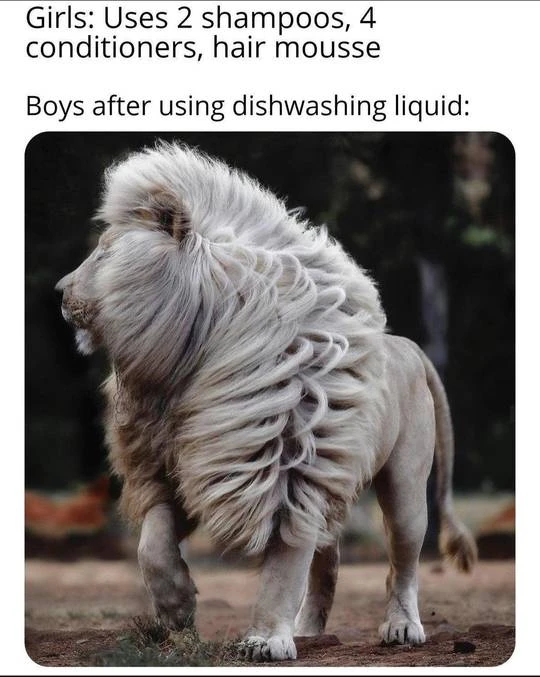 Girls: Uses 2 shampoos, 4
conditioners, hair mousse
Boys after using dishwashing liquid: